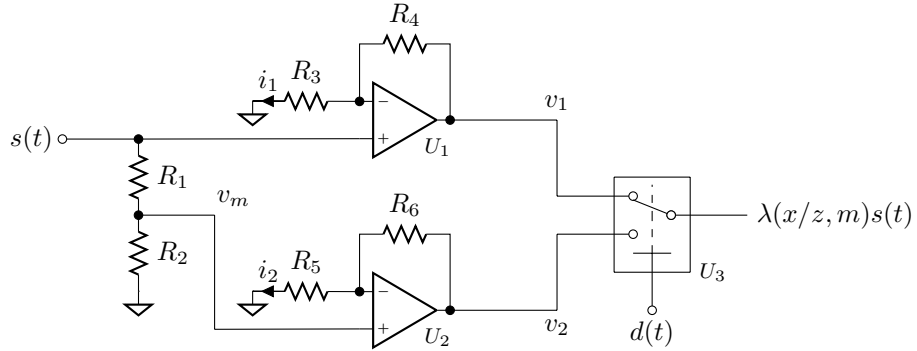 R4
R3
i1
−
+
U1
v1
s(t)
R1
vm
R2
R6
R5
i2
−
+
U2
v2
λ(x/z, m)s(t)
U3
d(t)